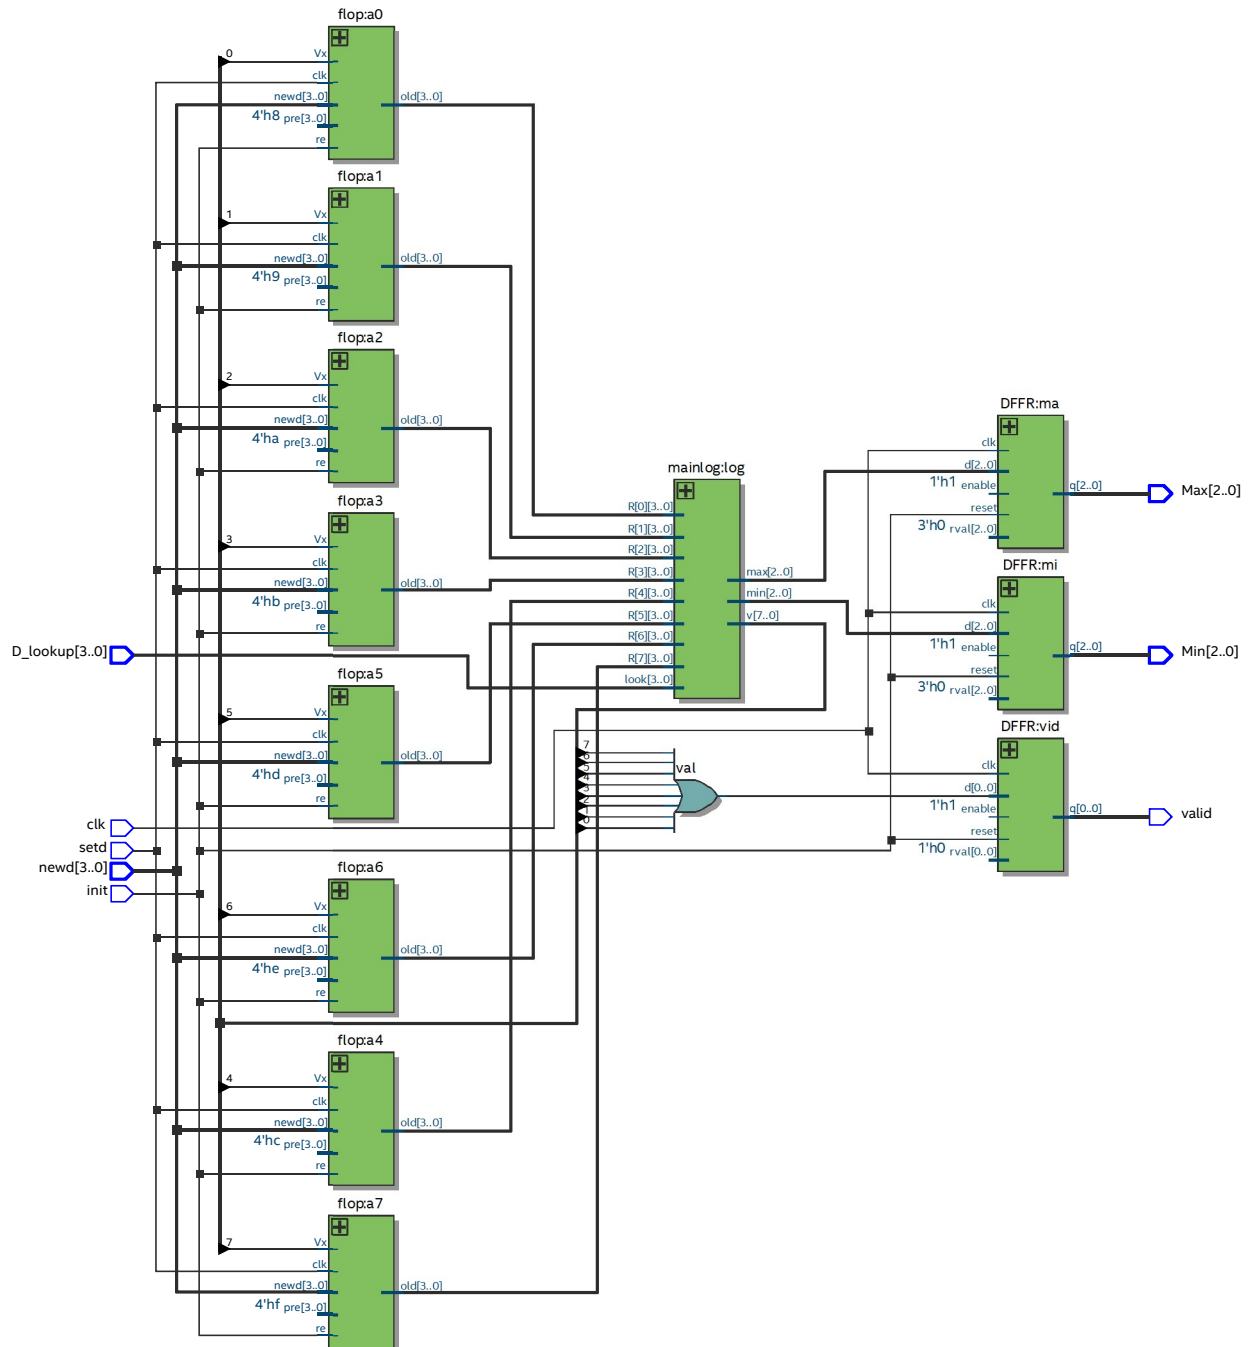 flop:a0
0
Vx
clk
newd[3..0]
4'h8 pre[3..0]
re
old[3..0]
flop:a1
1
Vx
clk
newd[3..0]
4'h9 pre[3..0]
re
old[3..0]
flop:a2
2
Vx
clk
newd[3..0]
4'ha pre[3..0]
re
old[3..0]
flop:a3
3
Vx
clk
newd[3..0]
4'hb pre[3..0]
re
old[3..0]
D_lookup[3..0]
flop:a5
5
Vx
clk
newd[3..0]
4'hd pre[3..0]
re
old[3..0]
clk
setd
newd[3..0]
init
flop:a6
6
Vx
clk
newd[3..0]
4'he pre[3..0]
re
old[3..0]
flop:a4
4
Vx
clk
newd[3..0]
4'hc pre[3..0]
re
old[3..0]
flop:a7
7
Vx
clk
newd[3..0]
4'hf pre[3..0]
re
old[3..0]
mainlog:log
R[0][3..0]
R[1][3..0]
R[2][3..0]
R[3][3..0]
R[4][3..0]
R[5][3..0]
R[6][3..0]
R[7][3..0]
look[3..0]
max[2..0]
min[2..0]
v[7..0]
val
7
6
5
4
3
2
1
0
DFFR:ma
clk
d[2..0]
1'h1 enable
reset
3'h0 rval[2..0]
q[2..0]
Max[2..0]
DFFR:mi
clk
d[2..0]
1'h1 enable
reset
3'h0 rval[2..0]
q[2..0]
Min[2..0]
DFFR:vid
clk
d[0..0]
1'h1 enable
reset
1'h0 rval[0..0]
q[0..0]
valid